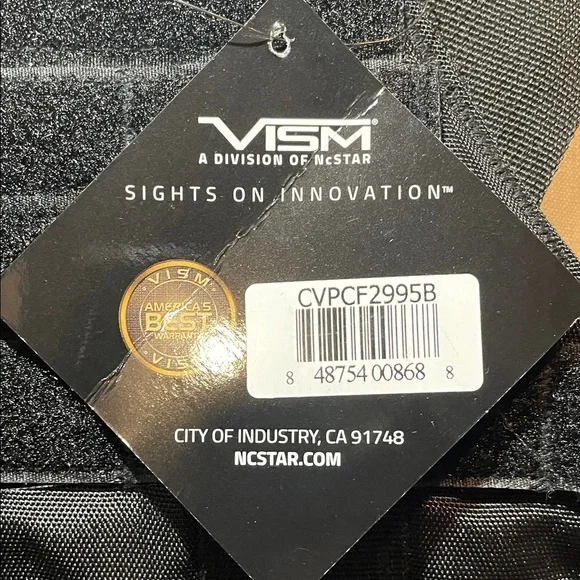 VISM®
A DIVISION OF NcSTAR
SIGHTS ON INNOVATION™
VISM
AMERICA'S
BEST
WARRANTY
VISM
CVPCF2995B
8 48754 00868 8
CITY OF INDUSTRY, CA 91748
NCSTAR.COM